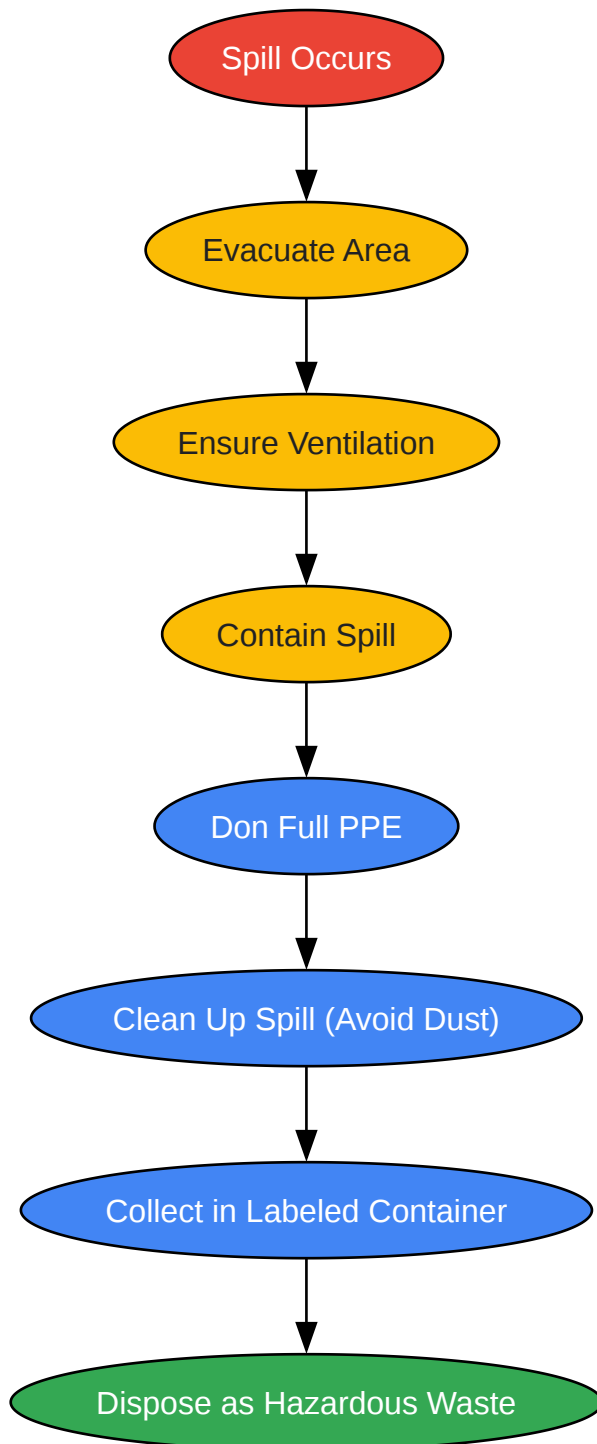 Spill Occurs
Evacuate Area
Ensure Ventilation
Contain Spill
Don Full PPE
Clean Up Spill (Avoid Dust)
Collect in Labeled Container
Dispose as Hazardous Waste